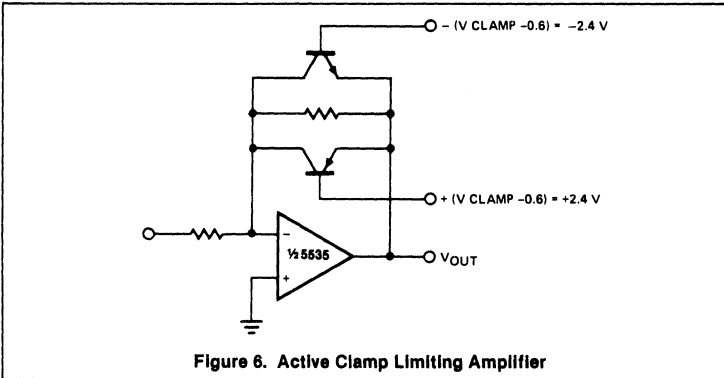 – (V CLAMP –0.6) = –2.4 V
+ (V CLAMP –0.6) = +2.4 V
–
½ 5535
+
VOUT
Figure 6. Active Clamp Limiting Amplifier